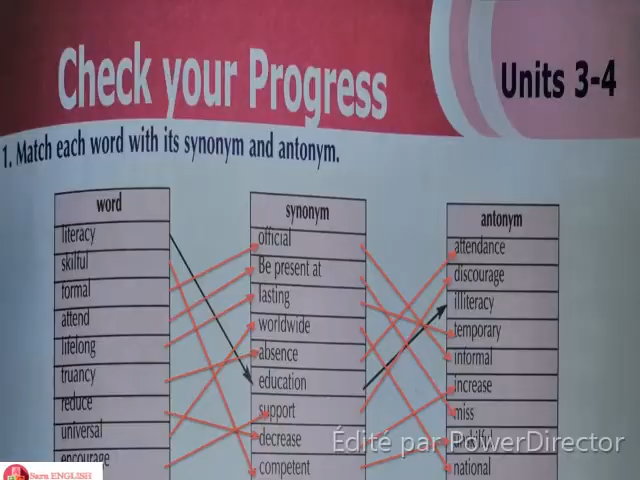 Check your Progress
Units 3-4
1. Match each word with its synonym and antonym.
word
literacy
skilful
formal
attend
lifelong
truancy
reduce
universal
encourage
synonym
official
Be present at
lasting
worldwide
absence
education
support
decrease
competent
antonym
attendance
discourage
illiteracy
temporary
informal
increase
miss
national
Édité par PowerDirector
Sara ENGLISH